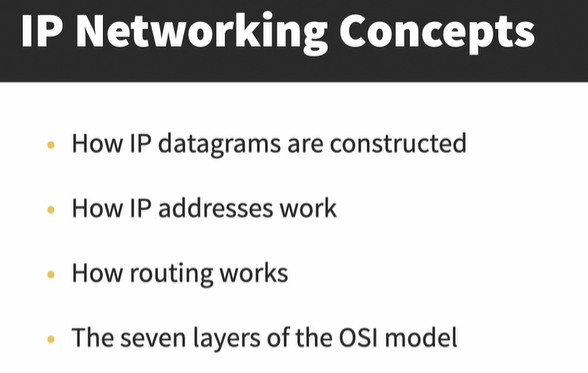 IP Networking Concepts
• How IP datagrams are constructed
• How IP addresses work
• How routing works
• The seven layers of the OSI model